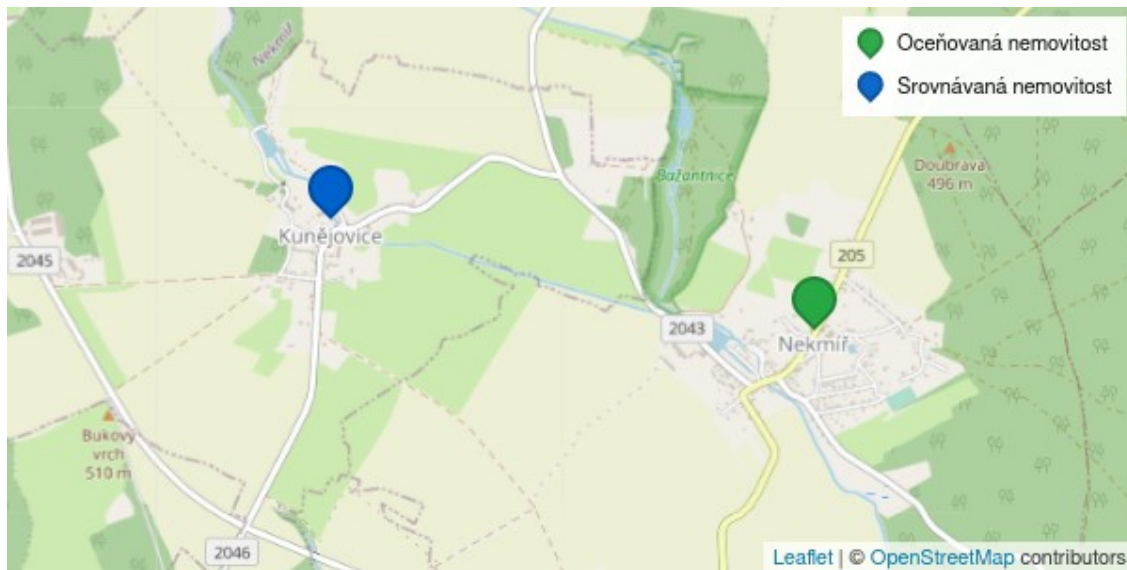 Oceňovaná nemovitost
Srovnávaná nemovitost
Nekmíř
Doubrava
496 m
Bažantnice
Kunějovice
2045
205
2043
Nekmíř
Bukový
vrch
510 m
2046
Leaflet | © OpenStreetMap contributors